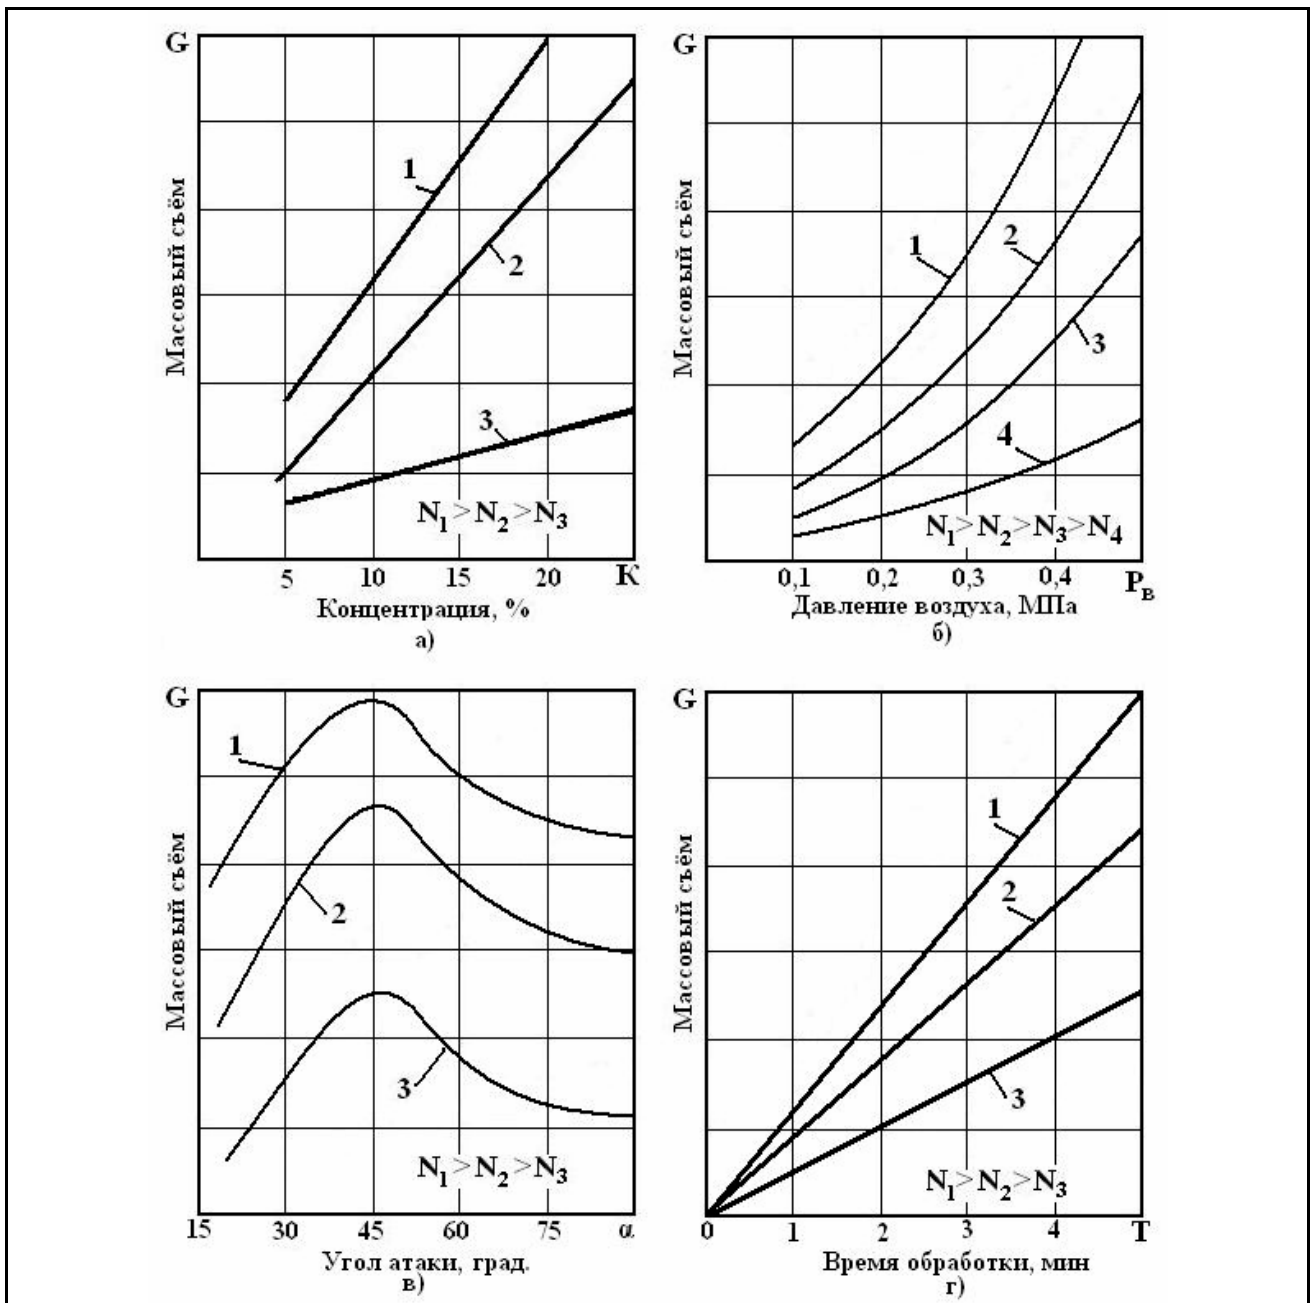 G
Массовый съём
1
2
3
N1>N2>N3
5 10 15 20 К
Концентрация, %
а)
G
Массовый съём
1
2
3
4
N1>N2>N3>N4
0,1 0,2 0,3 0,4 Рв
Давление воздуха, МПа
б)
G
Массовый съём
1
2
3
N1>N2>N3
15 30 45 60 75 α
Угол атаки, град.
в)
G
Массовый съём
1
2
3
N1>N2>N3
0 1 2 3 4 Т
Время обработки, мин
г)